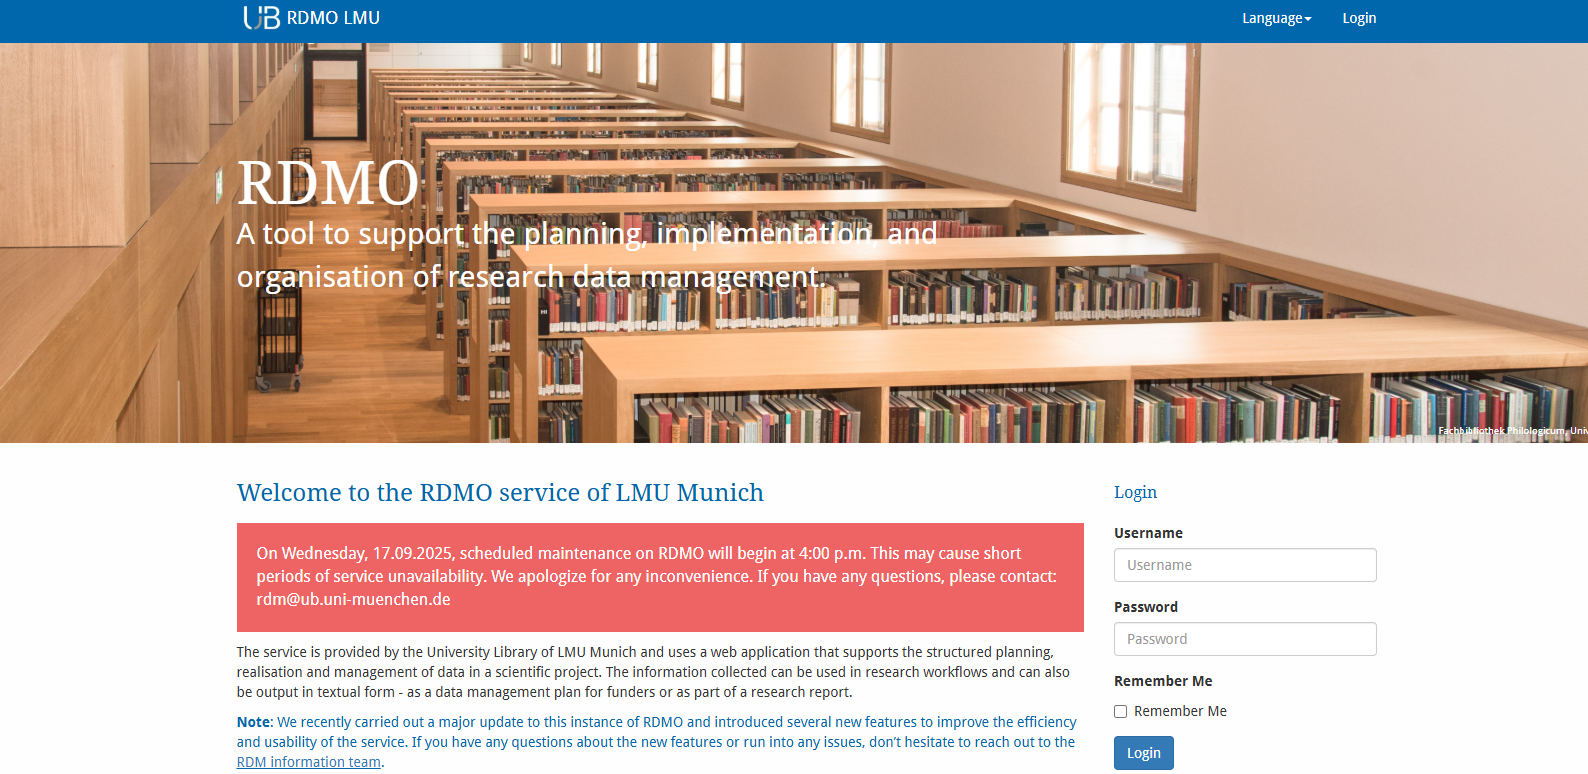 UB RDMO LMU
Language
Login
RDMO
A tool to support the planning, implementation, and
organisation of research data management.
Fachbibliothek Philologicum,
Welcome to the RDMO service of LMU Munich
On Wednesday, 17.09.2025, scheduled maintenance on RDMO will begin at 4:00 p.m. This may cause short
periods of service unavailability. We apologize for any inconvenience. If you have any questions, please contact:
rdm@ub.uni-muenchen.de
The service is provided by the University Library of LMU Munich and uses a web application that supports the structured planning,
realisation and management of data in a scientific project. The information collected can be used in research workflows and can also
be output in textual form - as a data management plan for funders or as part of a research report.
Note: We recently carried out a major update to this instance of RDMO and introduced several new features to improve the efficiency
and usability of the service. If you have any questions about the new features or run into any issues, don’t hesitate to reach out to the
RDM information team.
Login
Username
Username
Password
Password
Remember Me
Remember Me
Login